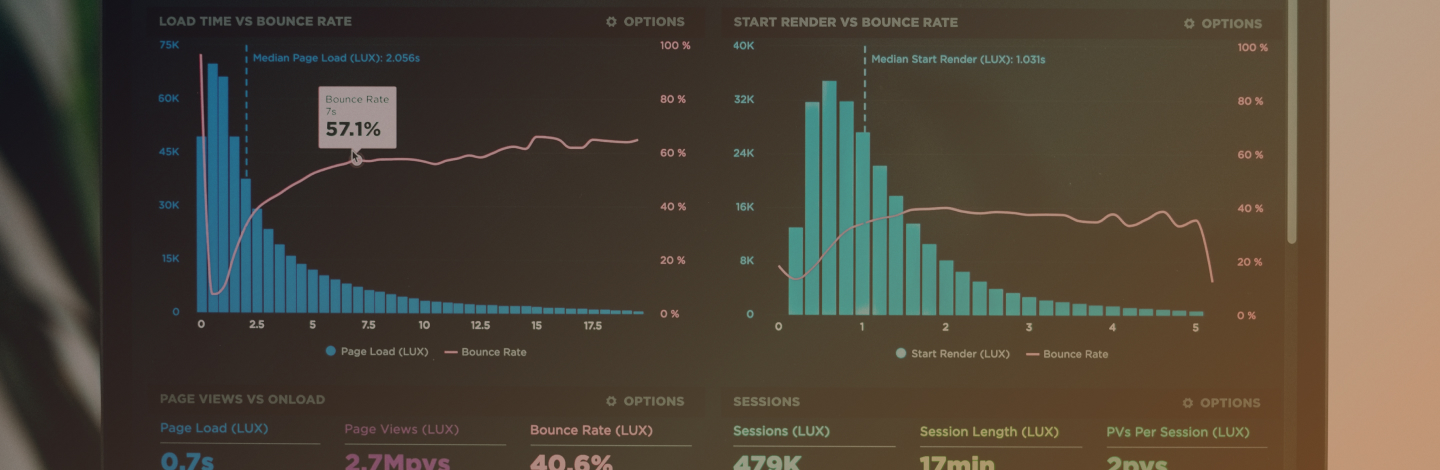 LOAD TIME VS BOUNCE RATE
OPTIONS
75K
60K
45K
30K
15K
0
Median Page Load (LUX): 2.056s
Bounce Rate
7s
57.1%
100 %
80 %
60 %
40 %
20 %
0 %
0 2.5 5 7.5 10 12.5 15 17.5
Page Load (LUX) Bounce Rate
START RENDER VS BOUNCE RATE
OPTIONS
40K
32K
24K
16K
8K
0
Median Start Render (LUX): 1.031s
100 %
80 %
60 %
40 %
20 %
0 %
0 1 2 3 4 5
Start Render (LUX) Bounce Rate
PAGE VIEWS VS ONLOAD
OPTIONS
Page Load (LUX) Page Views (LUX) Bounce Rate (LUX)
0.7s 2.7Mpvs 40.6%
SESSIONS
OPTIONS
Sessions (LUX) Session Length (LUX) PVs Per Session (LUX)
479K 17min 2pvs